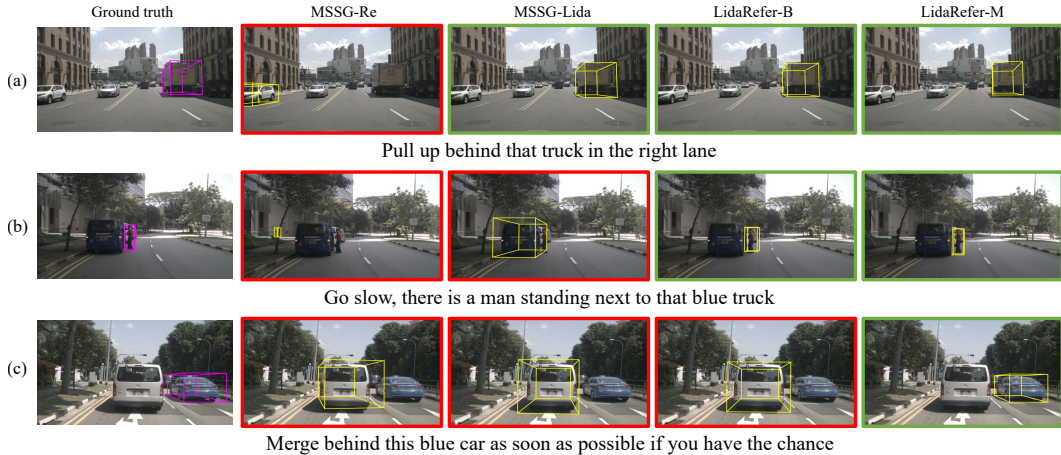 Ground truth MSSG-Re MSSG-Lida LidaRefer-B LidaRefer-M
(a)
Pull up behind that truck in the right lane
(b)
Go slow, there is a man standing next to that blue truck
(c)
Merge behind this blue car as soon as possible if you have the chance